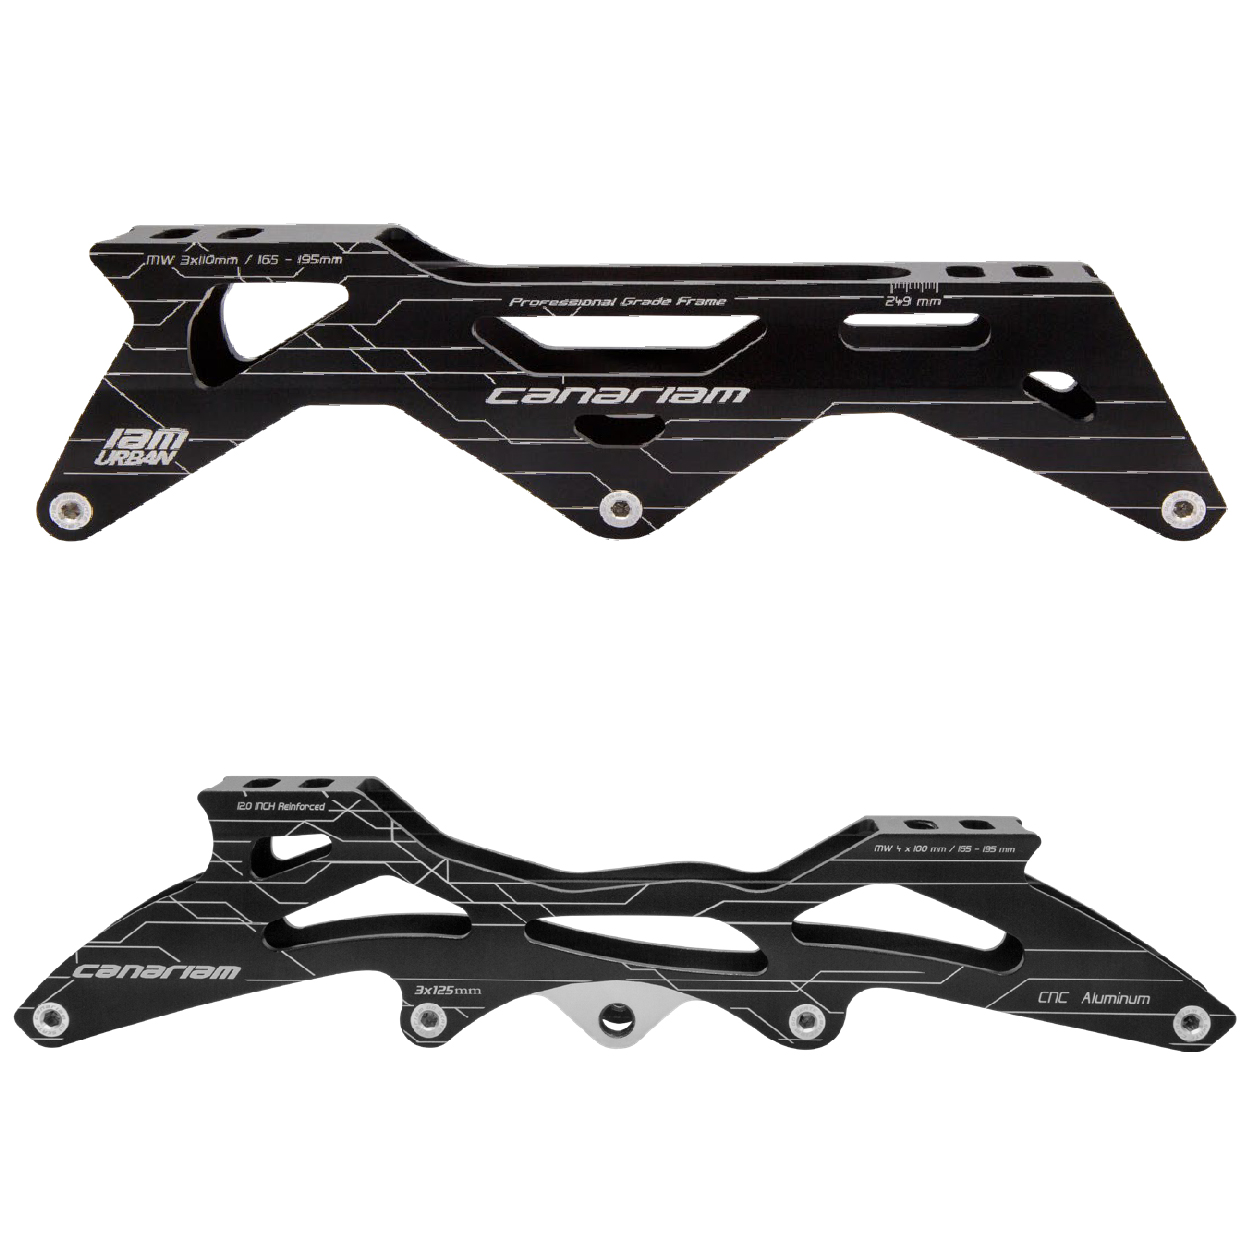 MW 3x110mm / 165 - 195mm
Professional Grade Frame
249 mm
canariam
Iam
URBAN
12.0 INCH Reinforced
MW 4 x 100 mm / 195 - 195 mm
canariam
3x125mm
CNC Aluminum